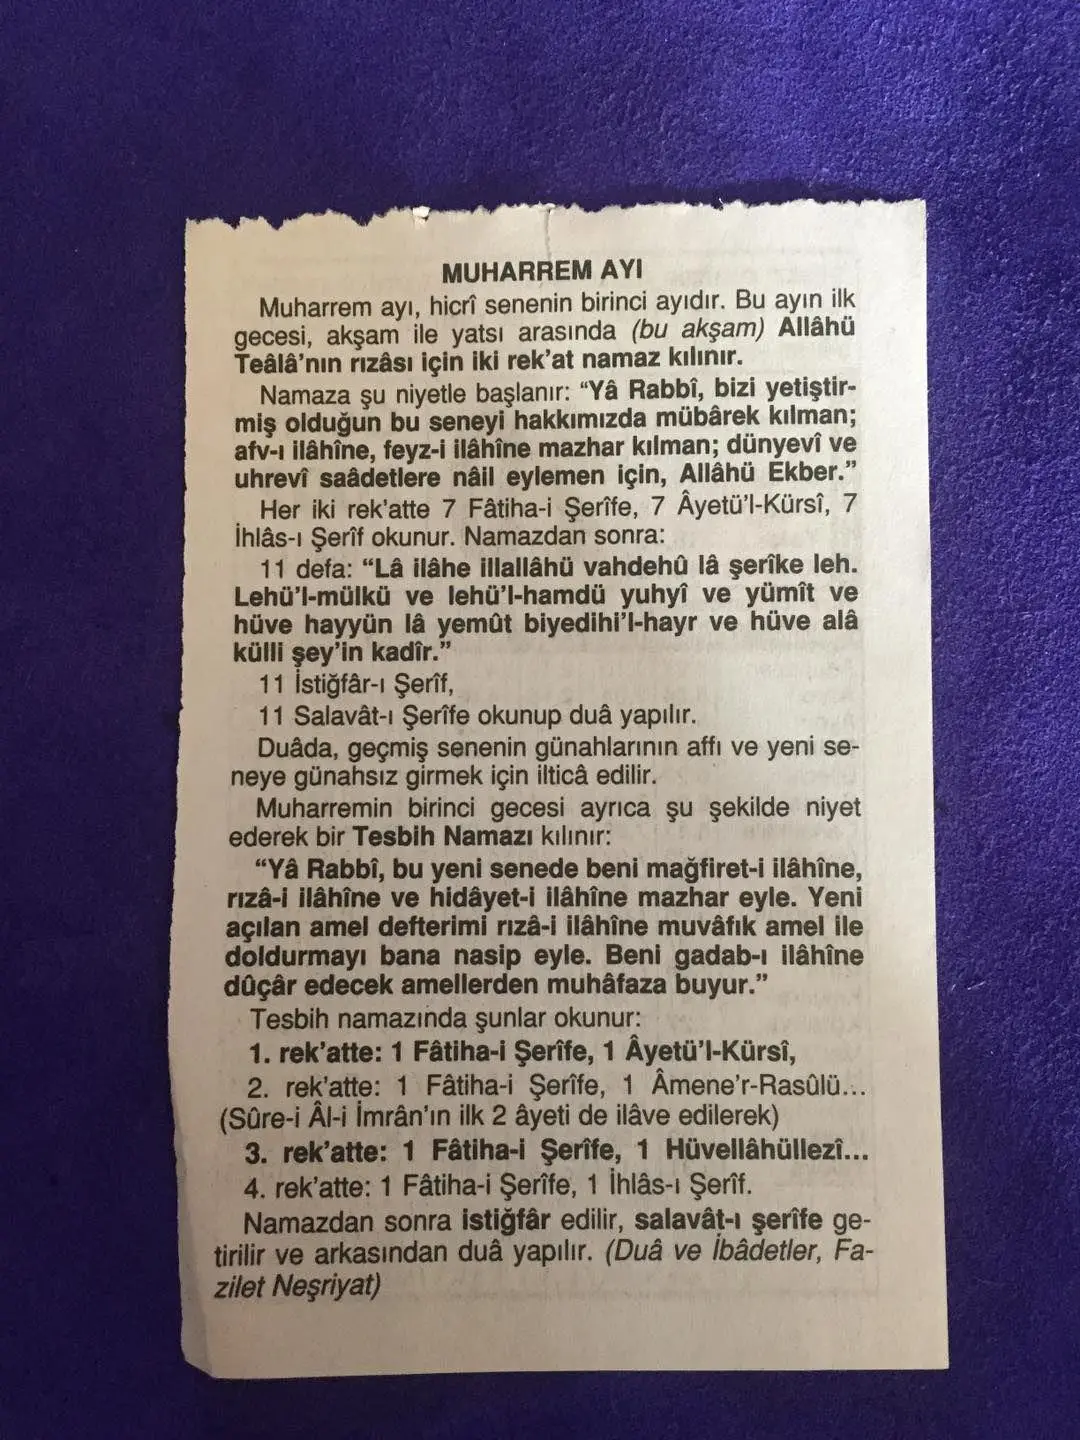 MUHARREM AYI
Muharrem ayı, hicrî senenin birinci ayıdır. Bu ayın ilk
gecesi, akşam ile yatsı arasında (bu akşam) Allâhü
Teâlâ'nın rızâsı için iki rek'at namaz kılınır.
Namaza şu niyetle başlanır: “Yâ Rabbî, bizi yetiştir-
miş olduğun bu seneyi hakkımızda mübârek kılman;
afv-ı ilâhîne, feyz-i ilâhîne mazhar kılman; dünyevî ve
uhrevî saâdetlere nâil eylemen için, Allâhü Ekber.”
Her iki rek'atte 7 Fâtiha-i Şerîfe, 7 Âyetü'l-Kürsî, 7
İhlâs-ı Şerîf okunur. Namazdan sonra:
11 defa: “Lâ ilâhe illallâhü vahdehû lâ şerîke leh.
Lehü'l-mülkü ve lehü'l-hamdü yuhyî ve yümît ve
hüve hayyün lâ yemût biyedihi'l-hayr ve hüve alâ
külli şey'in kadîr.”
11 İstiğfâr-ı Şerîf,
11 Salavât-ı Şerîfe okunup duâ yapılır.
Duâda, geçmiş senenin günahlarının affı ve yeni se-
neye günahsız girmek için ilticâ edilir.
Muharremin birinci gecesi ayrıca şu şekilde niyet
ederek bir Tesbih Namazı kılınır:
“Yâ Rabbî, bu yeni senede beni mağfiret-i ilâhîne,
rızâ-i ilâhîne ve hidâyet-i ilâhîne mazhar eyle. Yeni
açılan amel defterimi rızâ-i ilâhîne muvâfık amel ile
doldurmayı bana nasip eyle. Beni gadab-ı ilâhîne
dûçâr edecek amellerden muhâfaza buyur.”
Tesbih namazında şunlar okunur:
1. rek'atte: 1 Fâtiha-i Şerîfe, 1 Âyetü'l-Kürsî,
2. rek'atte: 1 Fâtiha-i Şerîfe, 1 Âmene'r-Rasûlü...
(Sûre-i Âl-i İmrân'ın ilk 2 âyeti de ilâve edilerek)
3. rek'atte: 1 Fâtiha-i Şerîfe, 1 Hüvellâhüllezî...
4. rek'atte: 1 Fâtiha-i Şerîfe, 1 İhlâs-ı Şerîf.
Namazdan sonra istiğfâr edilir, salavât-ı şerîfe ge-
tirilir ve arkasından duâ yapılır. (Duâ ve İbâdetler, Fa-
zilet Neşriyat)